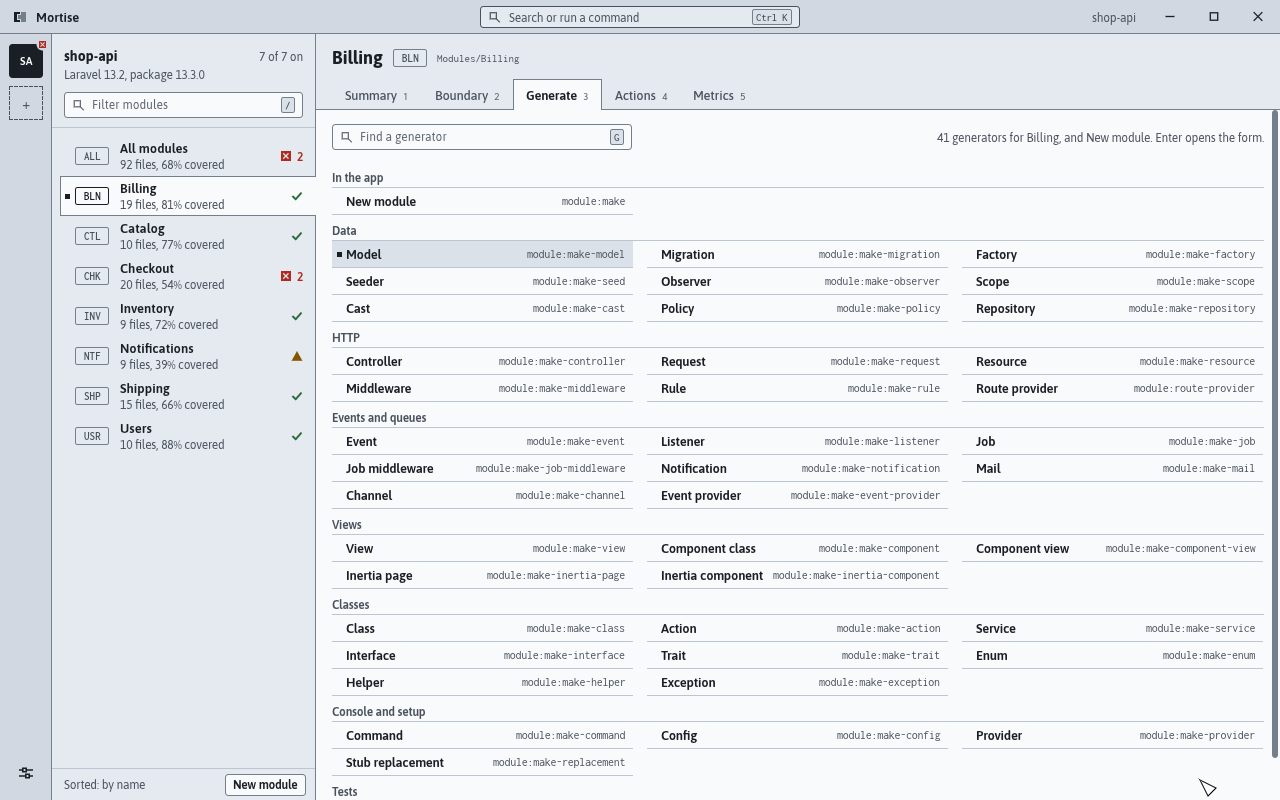 Mortise
Search or run a command
Ctrl K
shop-api
SA
+
shop-api
7 of 7 on
Laravel 13.2, package 13.3.0
Filter modules
/
ALL
All modules
92 files, 68% covered
2
BLN
Billing
19 files, 81% covered
CTL
Catalog
10 files, 77% covered
CHK
Checkout
20 files, 54% covered
2
INV
Inventory
9 files, 72% covered
NTF
Notifications
9 files, 39% covered
SHP
Shipping
15 files, 66% covered
USR
Users
10 files, 88% covered
Sorted: by name
New module
Billing
BLN
Modules/Billing
Summary 1
Boundary 2
Generate 3
Actions 4
Metrics 5
Find a generator
G
41 generators for Billing, and New module. Enter opens the form.
In the app
New module module:make
Data
Model module:make-model
Migration module:make-migration
Factory module:make-factory
Seeder module:make-seed
Observer module:make-observer
Scope module:make-scope
Cast module:make-cast
Policy module:make-policy
Repository module:make-repository
HTTP
Controller module:make-controller
Request module:make-request
Resource module:make-resource
Middleware module:make-middleware
Rule module:make-rule
Route provider module:route-provider
Events and queues
Event module:make-event
Listener module:make-listener
Job module:make-job
Job middleware module:make-job-middleware
Notification module:make-notification
Mail module:make-mail
Channel module:make-channel
Event provider module:make-event-provider
Views
View module:make-view
Component class module:make-component
Component view module:make-component-view
Inertia page module:make-inertia-page
Inertia component module:make-inertia-component
Classes
Class module:make-class
Action module:make-action
Service module:make-service
Interface module:make-interface
Trait module:make-trait
Enum module:make-enum
Helper module:make-helper
Exception module:make-exception
Console and setup
Command module:make-command
Config module:make-config
Provider module:make-provider
Stub replacement module:make-replacement
Tests